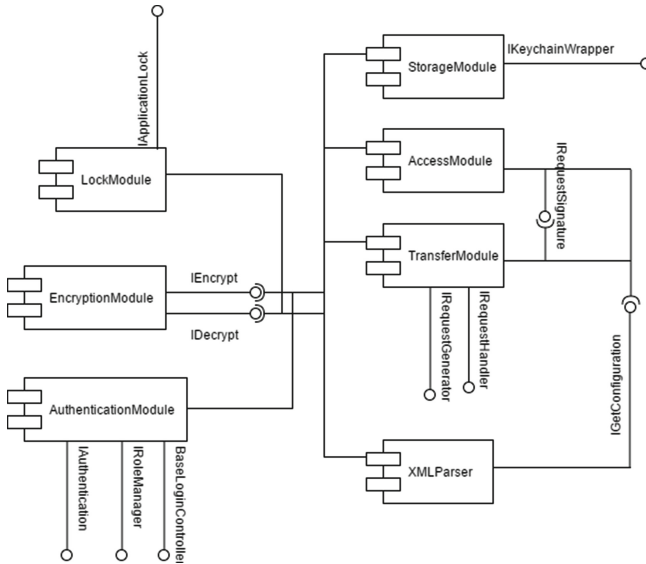 IApplicationLock
LockModule
IEncrypt
EncryptionModule
IDecrypt
AuthenticationModule
IAuthentication
IRoleManager
BaseLoginController
StorageModule
IKeychainWrapper
AccessModule
IRequestSignature
TransferModule
IRequestGenerator
IRequestHandler
IGetConfiguration
XMLParser